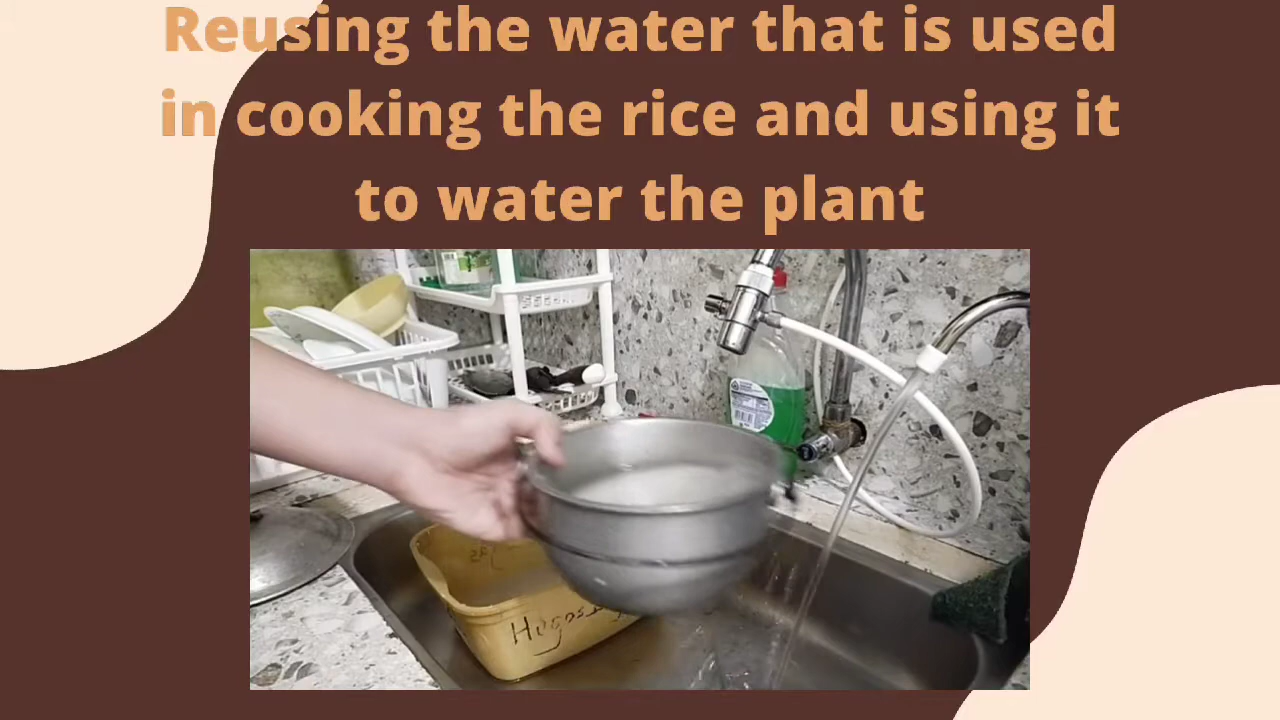 Reusing the water that is used
in cooking the rice and using it
to water the plant